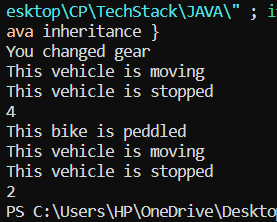 esktop\CP\TechStack\JAVA\" ; i
ava inheritance }
You changed gear
This vehicle is moving
This vehicle is stopped
4
This bike is peddled
This vehicle is moving
This vehicle is stopped
2
PS C:\Users\HP\OneDrive\Deskto